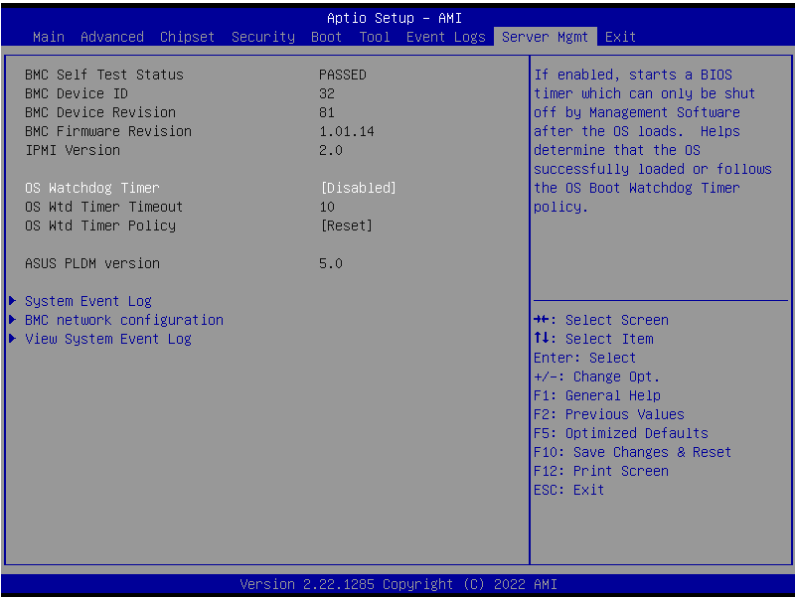 Aptio Setup – AMI
Main Advanced Chipset Security Boot Tool Event Logs Server Mgmt Exit
BMC Self Test Status PASSED
BMC Device ID 32
BMC Device Revision 81
BMC Firmware Revision 1.01.14
IPMI Version 2.0
OS Watchdog Timer [Disabled]
OS Wtd Timer Timeout 10
OS Wtd Timer Policy [Reset]
ASUS PLDM version 5.0
System Event Log
BMC network configuration
View System Event Log
If enabled, starts a BIOS
timer which can only be shut
off by Management Software
after the OS loads. Helps
determine that the OS
successfully loaded or follows
the OS Boot Watchdog Timer
policy.
→←: Select Screen
↑↓: Select Item
Enter: Select
+/-: Change Opt.
F1: General Help
F2: Previous Values
F5: Optimized Defaults
F10: Save Changes & Reset
F12: Print Screen
ESC: Exit
Version 2.22.1285 Copyright (C) 2022 AMI